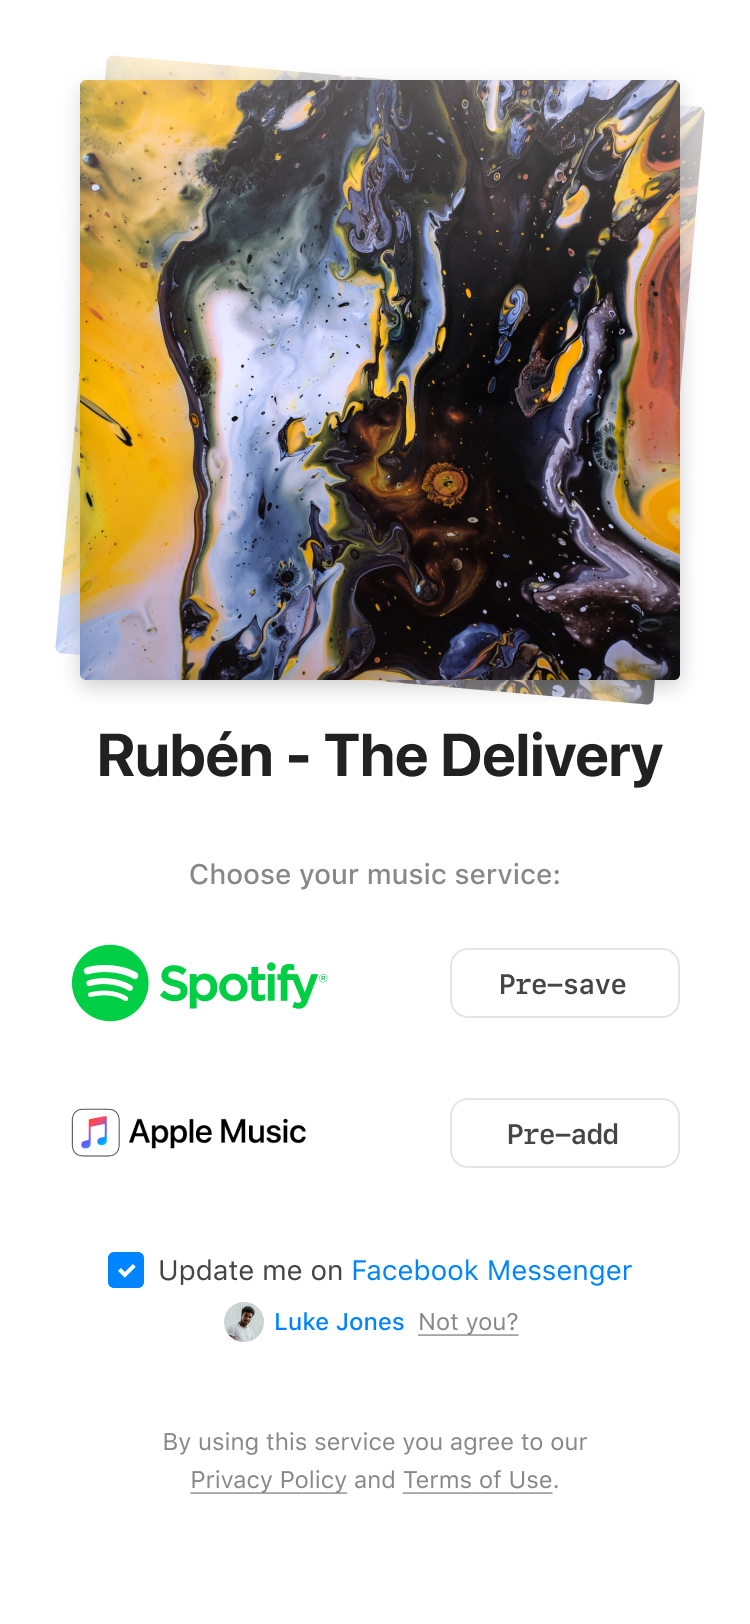 Rubén - The Delivery
Choose your music service:
Spotify®
Pre-save
Apple Music
Pre-add
Update me on Facebook Messenger
Luke Jones Not you?
By using this service you agree to our
Privacy Policy and Terms of Use.